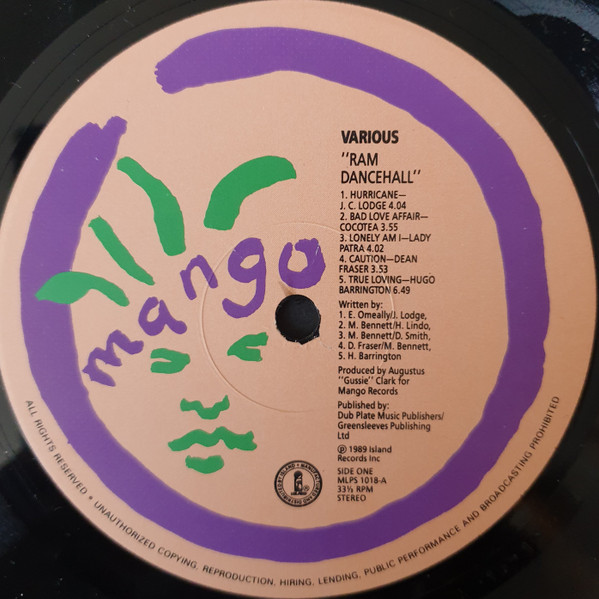 mango
VARIOUS
"RAM
DANCEHALL"
1. HURRICANE—
J. C. LODGE 4.04
2. BAD LOVE AFFAIR—
COCOTEA 3.55
3. LONELY AM I—LADY
PATRA 4.02
4. CAUTION—DEAN
FRASER 3.53
5. TRUE LOVING—HUGO
BARRINGTON 6.49
Written by:
1. E. Omeally/J. Lodge,
2. M. Bennett/H. Lindo,
3. M. Bennett/D. Smith,
4. D. Fraser/M. Bennett,
5. H. Barrington
Produced by Augustus
"Gussie" Clark for
Mango Records
Published by:
Dub Plate Music Publishers/
Greensleeves Publishing
Ltd
℗ 1989 Island
Records Inc
SIDE ONE
MLPS 1018-A
33⅓ RPM
STEREO
ALL RIGHTS RESERVED • UNAUTHORIZED COPYING, REPRODUCTION, HIRING, LENDING, PUBLIC PERFORMANCE AND BROADCASTING PROHIBITED